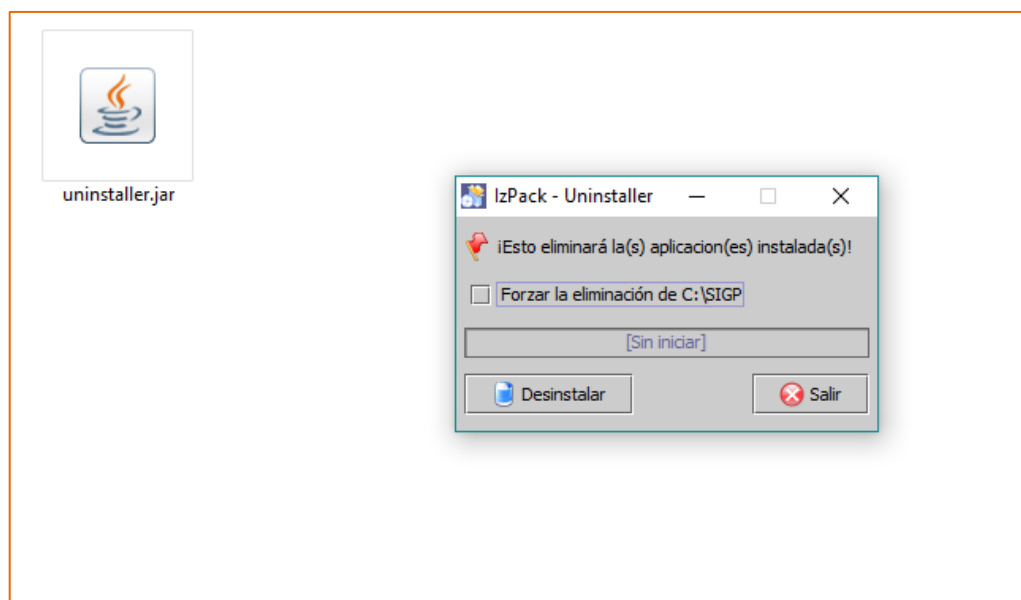 uninstaller.jar
IzPack - Uninstaller
¡Esto eliminará la(s) aplicacion(es) instalada(s)!
Forzar la eliminación de C:\SIGP
[Sin iniciar]
Desinstalar
Salir